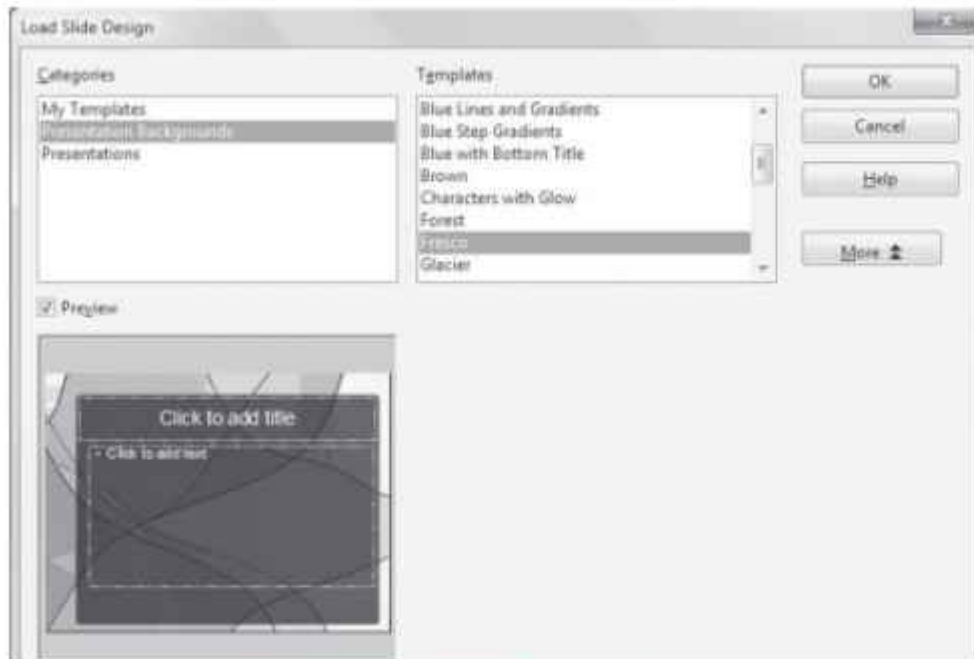 Load Slide Design
Categories
My Templates
Presentation Backgrounds
Presentations
Templates
Blue Lines and Gradients
Blue Step Gradients
Blue with Bottom Title
Brown
Characters with Glow
Forest
Fresco
Glacier
OK
Cancel
Help
More
Preview
Click to add title
Click to add text